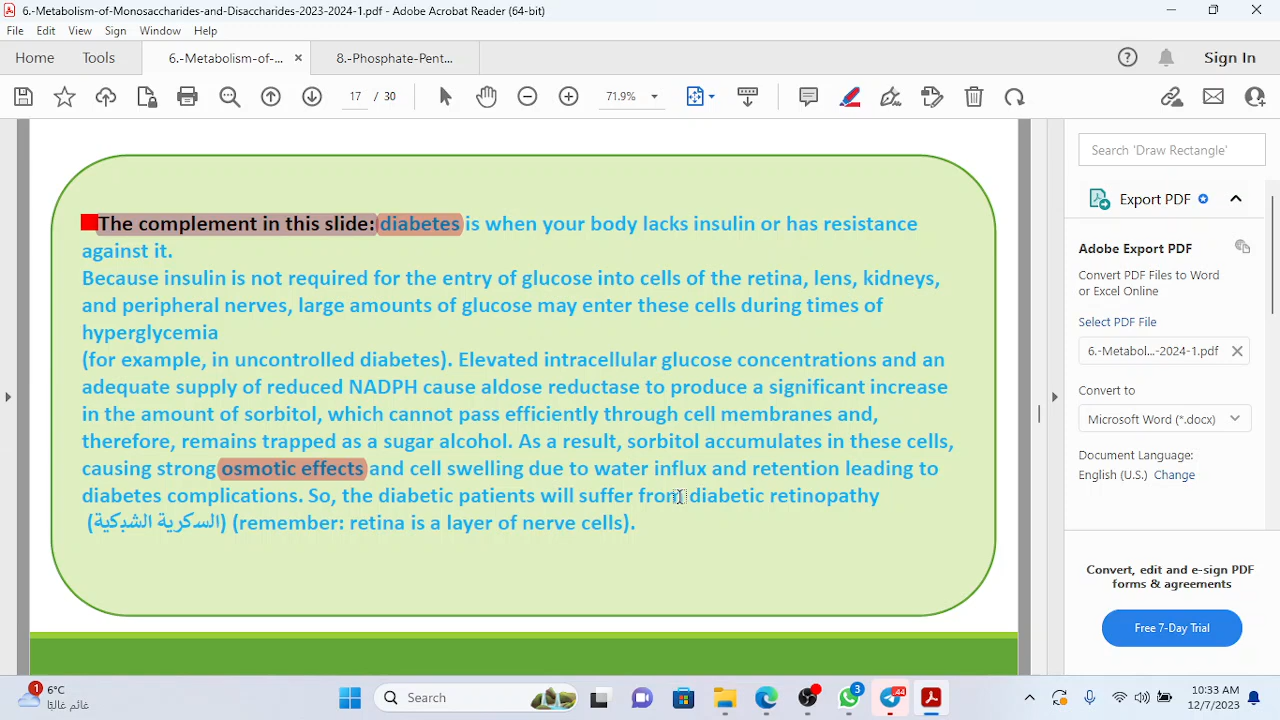 6.-Metabolism-of-Monosaccharides-and-Disaccharides-2023-2024-1.pdf - Adobe Acrobat Reader (64-bit)
File Edit View Sign Window Help
Home Tools 6.-Metabolism-of-... × 8.-Phosphate-Pent... Sign In
17 / 30 71.9%
Search 'Draw Rectangle'
Export PDF
Adobe Export PDF
Convert PDF Files to Word
or Excel Online
Select PDF File
6.-Metabol...-2024-1.pdf
Convert to
Microsoft Word (*.docx)
Document Language:
English (U.S.) Change
Convert, edit and e-sign PDF
forms & agreements
Free 7-Day Trial
The complement in this slide: diabetes is when your body lacks insulin or has resistance
against it.
Because insulin is not required for the entry of glucose into cells of the retina, lens, kidneys,
and peripheral nerves, large amounts of glucose may enter these cells during times of
hyperglycemia
(for example, in uncontrolled diabetes). Elevated intracellular glucose concentrations and an
adequate supply of reduced NADPH cause aldose reductase to produce a significant increase
in the amount of sorbitol, which cannot pass efficiently through cell membranes and,
therefore, remains trapped as a sugar alcohol. As a result, sorbitol accumulates in these cells,
causing strong osmotic effects and cell swelling due to water influx and retention leading to
diabetes complications. So, the diabetic patients will suffer from diabetic retinopathy
(السكرية الشبكية) (remember: retina is a layer of nerve cells).
1 6°C
غائم غالبًا
Search
3
44
10:33 AM
12/7/2023